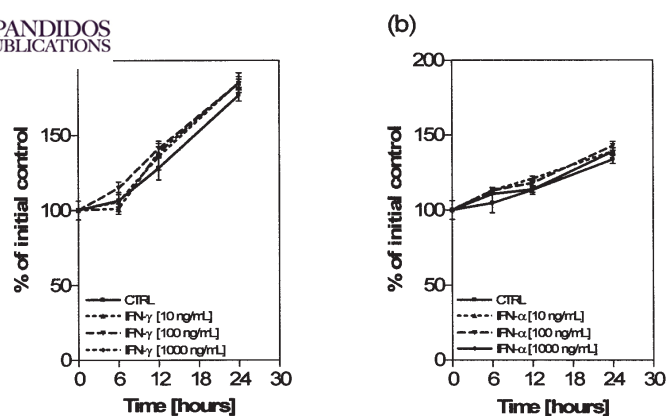 PANDIDOS
UBLICATIONS
(b)
% of initial control
150
100
50
0
CTRL
IFN-γ [10 ng/mL]
IFN-γ [100 ng/mL]
IFN-γ [1000 ng/mL]
0 6 12 18 24 30
Time [hours]
% of initial control
200
150
100
50
0
CTRL
IFN-α [10 ng/mL]
IFN-α [100 ng/mL]
IFN-α [1000 ng/mL]
0 6 12 18 24 30
Time [hours]